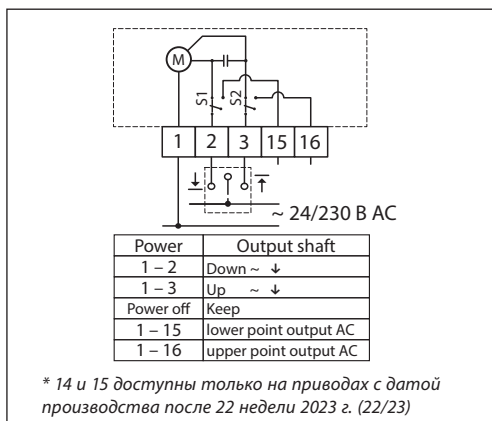 M
S1
S2
1 2 3 15 16
~ 24/230 В AC
Power Output shaft
1 – 2 Down ~ ↓
1 – 3 Up ~ ↓
Power off Keep
1 – 15 lower point output AC
1 – 16 upper point output AC
* 14 и 15 доступны только на приводах с датой
производства после 22 недели 2023 г. (22/23)